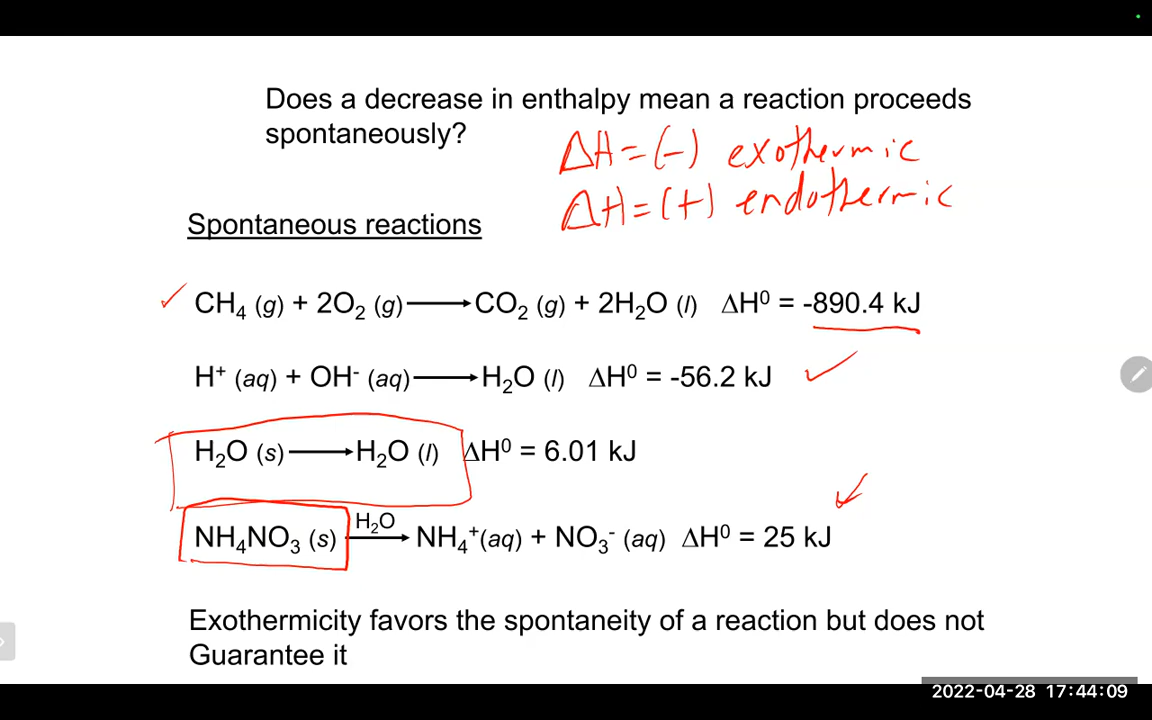 Does a decrease in enthalpy mean a reaction proceeds
spontaneously?
ΔH = (-) exothermic
ΔH = (+) endothermic
Spontaneous reactions
CH₄ (g) + 2O₂ (g) ⟶ CO₂ (g) + 2H₂O (l) ΔH⁰ = -890.4 kJ
H⁺ (aq) + OH⁻ (aq) ⟶ H₂O (l) ΔH⁰ = -56.2 kJ
H₂O (s) ⟶ H₂O (l) ΔH⁰ = 6.01 kJ
H₂O
NH₄NO₃ (s) ⟶ NH₄⁺(aq) + NO₃⁻ (aq) ΔH⁰ = 25 kJ
Exothermicity favors the spontaneity of a reaction but does not
Guarantee it
2022-04-28 17:44:09